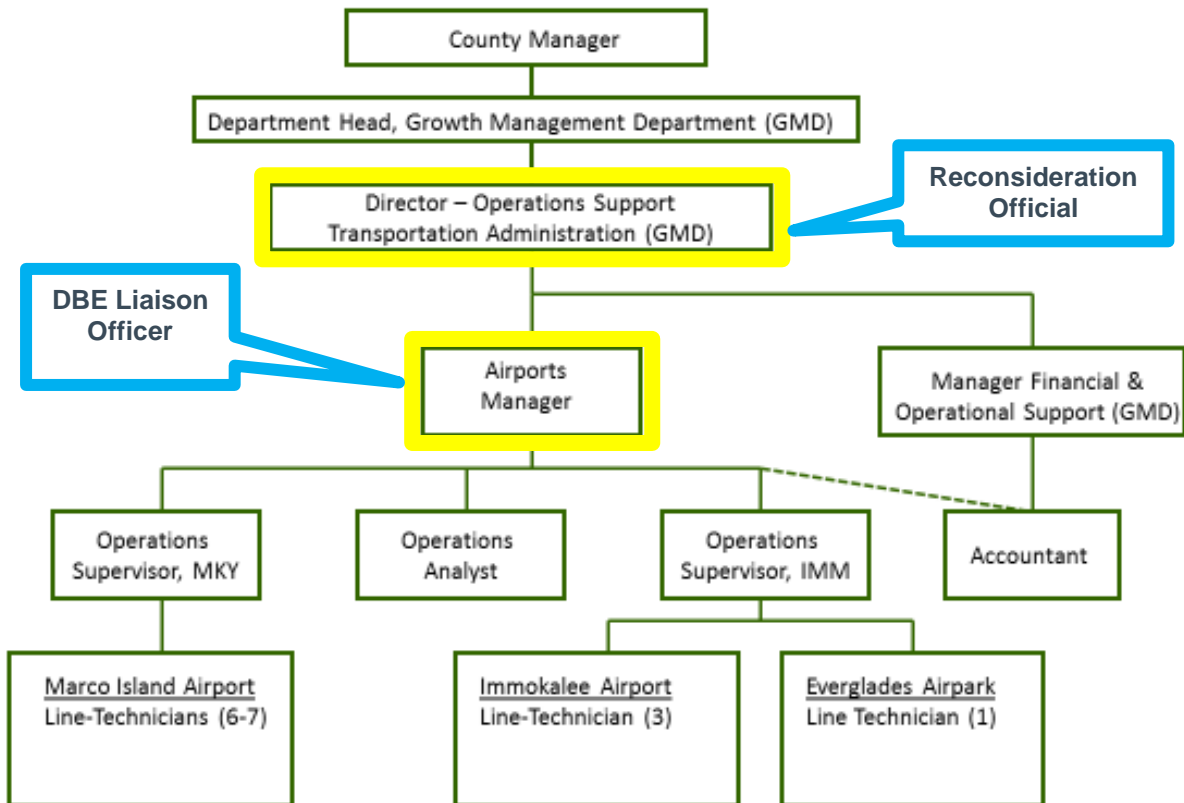 County Manager
Department Head, Growth Management Department (GMD)
Director – Operations Support
Transportation Administration (GMD)
Reconsideration
Official
DBE Liaison
Officer
Airports
Manager
Manager Financial &
Operational Support (GMD)
Operations
Supervisor, MKY
Operations
Analyst
Operations
Supervisor, IMM
Accountant
Marco Island Airport
Line-Technicians (6-7)
Immokalee Airport
Line-Technician (3)
Everglades Airpark
Line Technician (1)